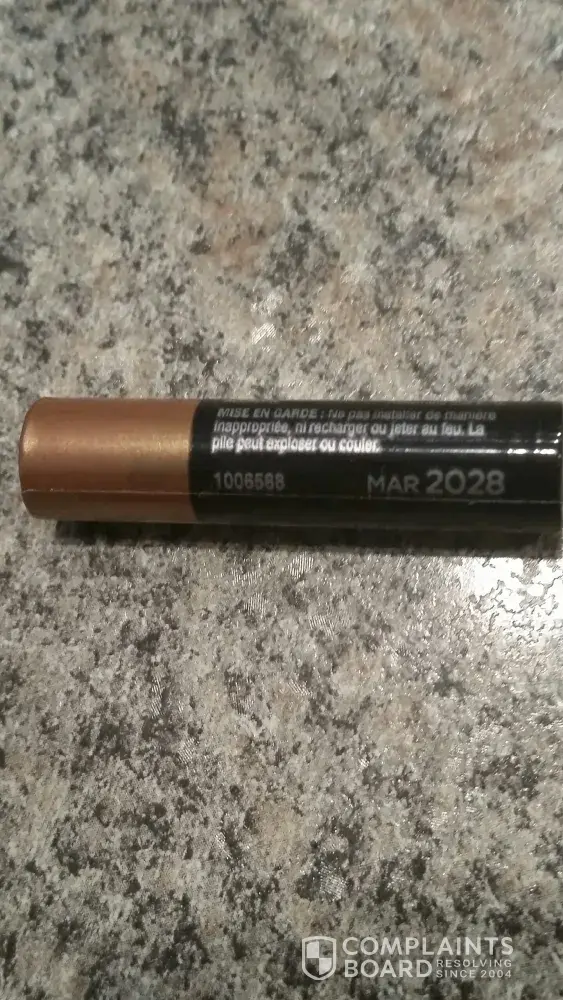 MISE EN GARDE : Ne pas installer de manière
inappropriée, ni recharger ou jeter au feu. La
pile peut exploser ou couler.
1006568 MAR 2028
COMPLAINTS
BOARD RESOLVING
SINCE 2004